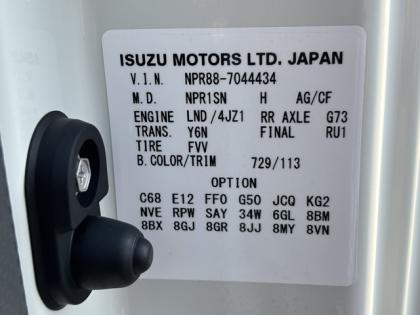 ISUZU MOTORS LTD. JAPAN
V.I.N. NPR88-7044434
M.D. NPR1SN H AG/CF
ENGINE LND /4JZ1 RR AXLE G73
TRANS. Y6N FINAL RU1
TIRE FVV
B.COLOR/TRIM 729/113
OPTION
C68 E12 FF0 G50 JCQ KG2
NVE RPW SAY 34W 6GL 8BM
8BX 8GJ 8GR 8JJ 8MY 8VN